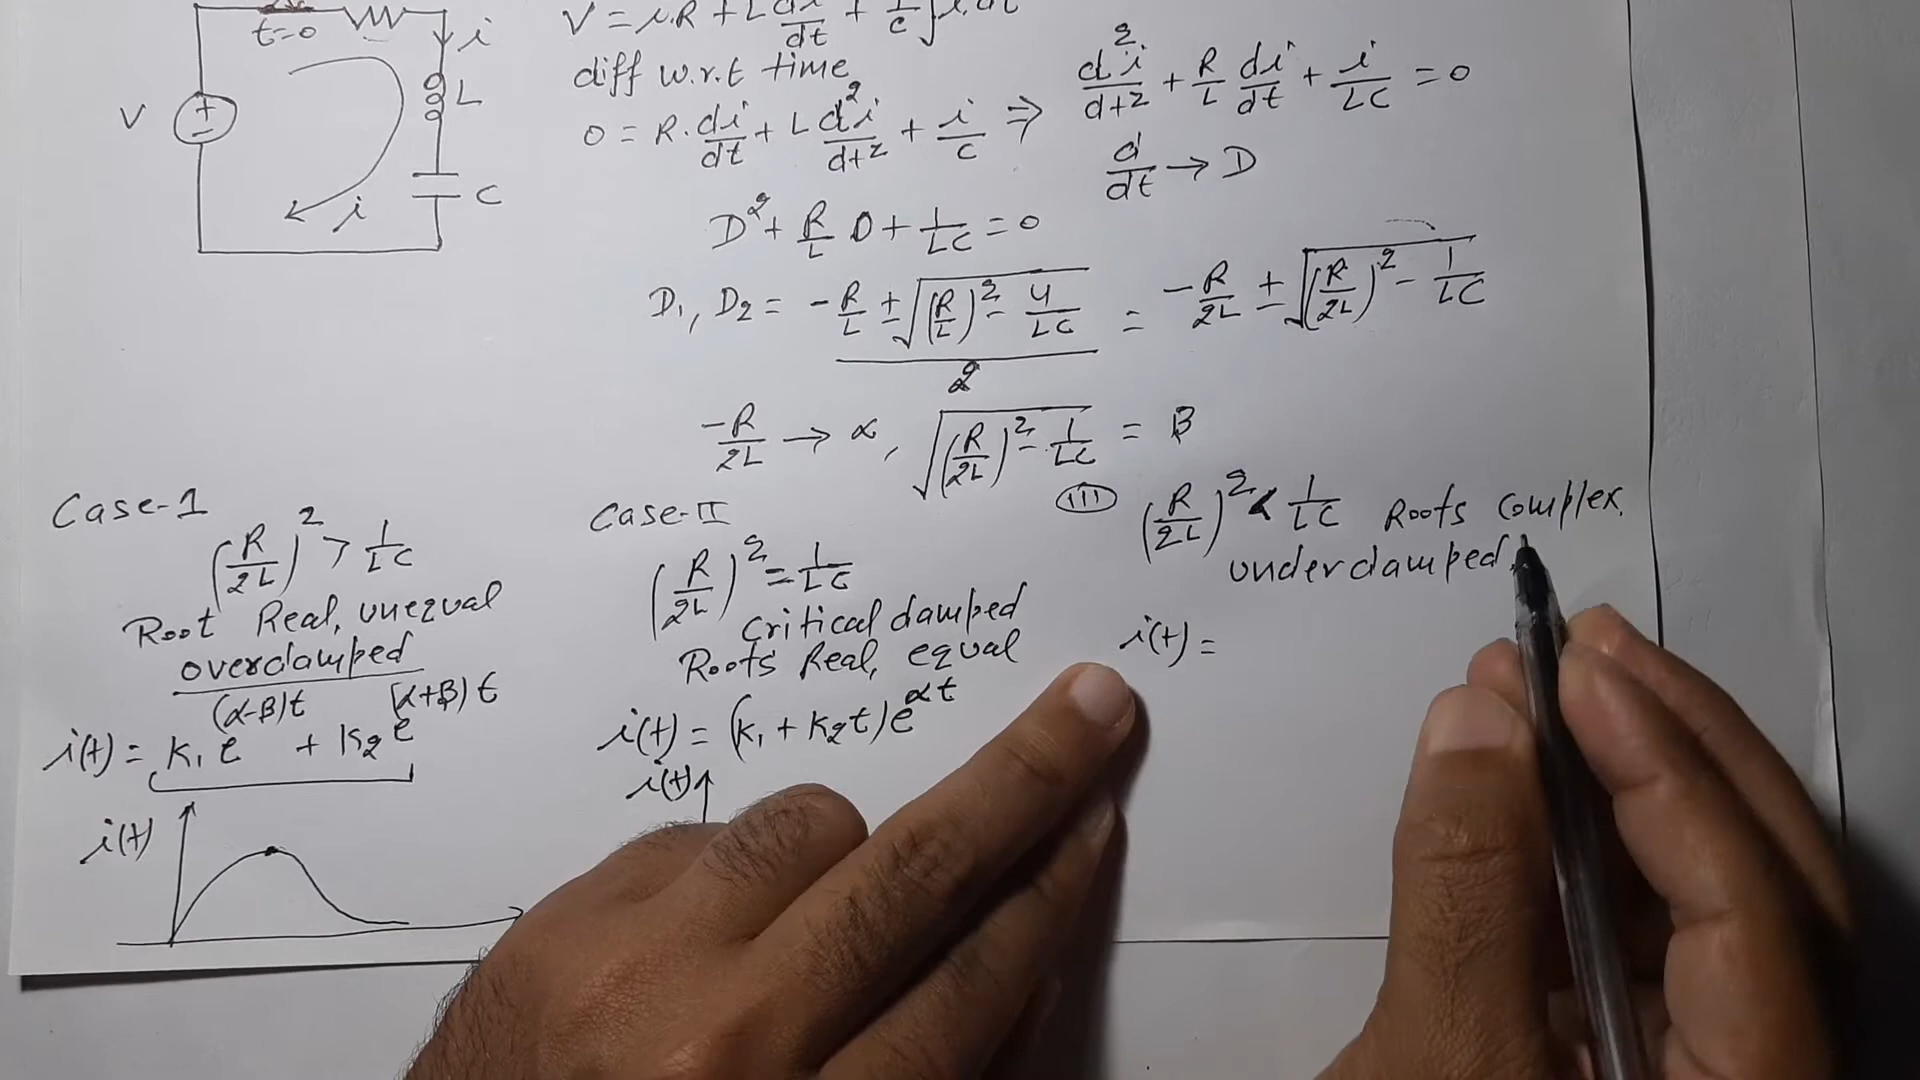 t=0
i
L
V
C
i
V = i.R + L di/dt + 1/C ∫ i.dt
diff w.r.t time
0 = R.di/dt + L d²i/dt² + i/C ⇒ d²i/dt² + R/L di/dt + i/LC = 0
d/dt → D
D² + R/L D + 1/LC = 0
D₁, D₂ = (-R/L ± √((R/L)² - 4/LC))/2 = -R/2L ± √((R/2L)² - 1/LC)
-R/2L → α, √((R/2L)² - 1/LC) = β
Case-I
(R/2L)² > 1/LC
Root Real, unequal
overdamped
i(t) = K₁ e^(α-β)t + K₂ e^(α+β)t
i(t)
Case-II
(R/2L)² = 1/LC
Critical damped
Roots Real, equal
i(t) = (K₁ + K₂t) e^αt
i(t)
III (R/2L)² < 1/LC Roots Complex.
underdamped.
i(t) =